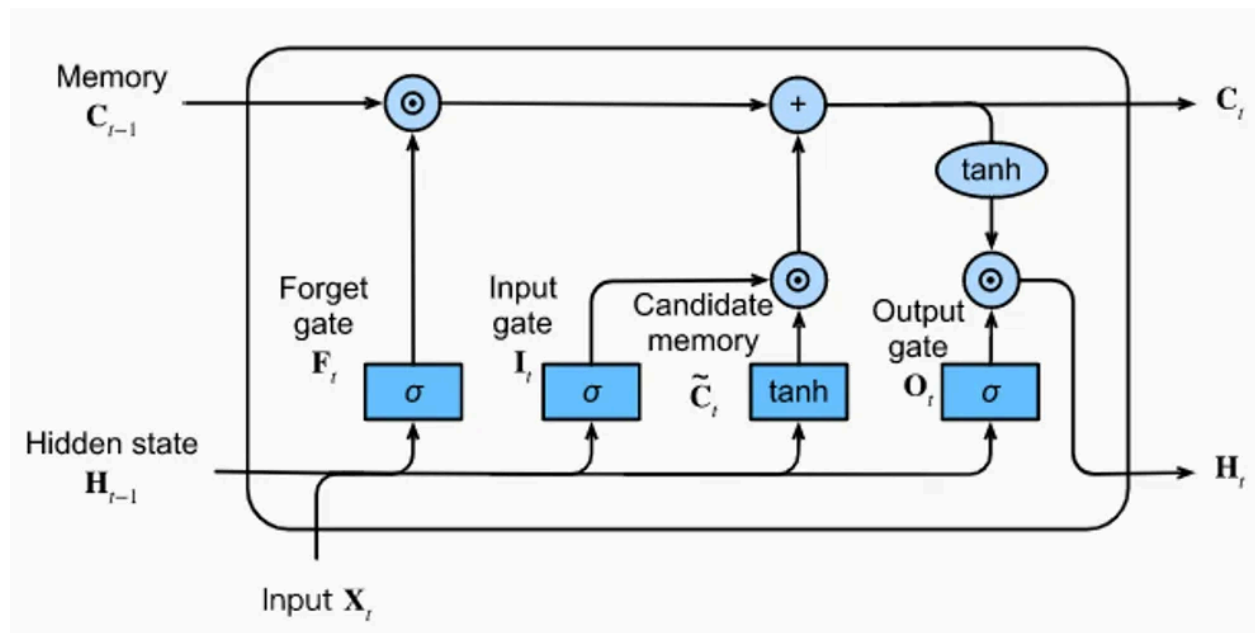 Memory
C_{t-1}
⊙
+
C_t
tanh
Forget
gate
F_t
Input
gate
I_t
⊙
Candidate
memory
C̃_t
⊙
Output
gate
O_t
σ
σ
tanh
σ
Hidden state
H_{t-1}
H_t
Input X_t